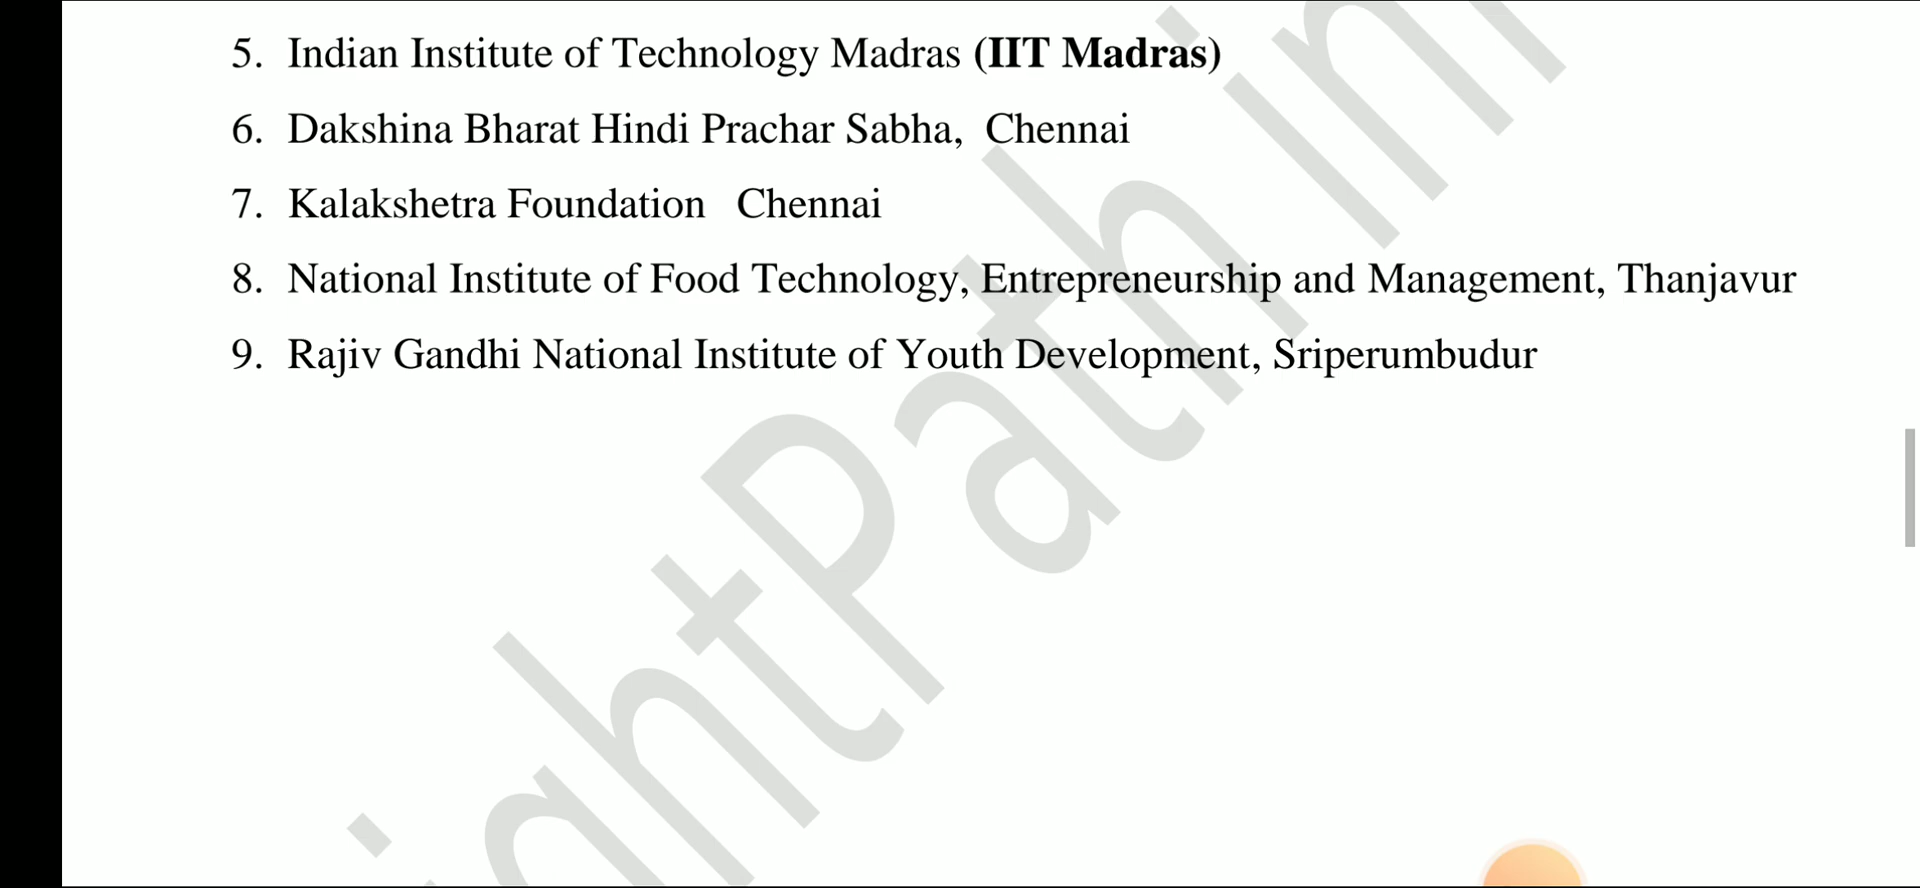 5. Indian Institute of Technology Madras (IIT Madras)
6. Dakshina Bharat Hindi Prachar Sabha, Chennai
7. Kalakshetra Foundation Chennai
8. National Institute of Food Technology, Entrepreneurship and Management, Thanjavur
9. Rajiv Gandhi National Institute of Youth Development, Sriperumbudur